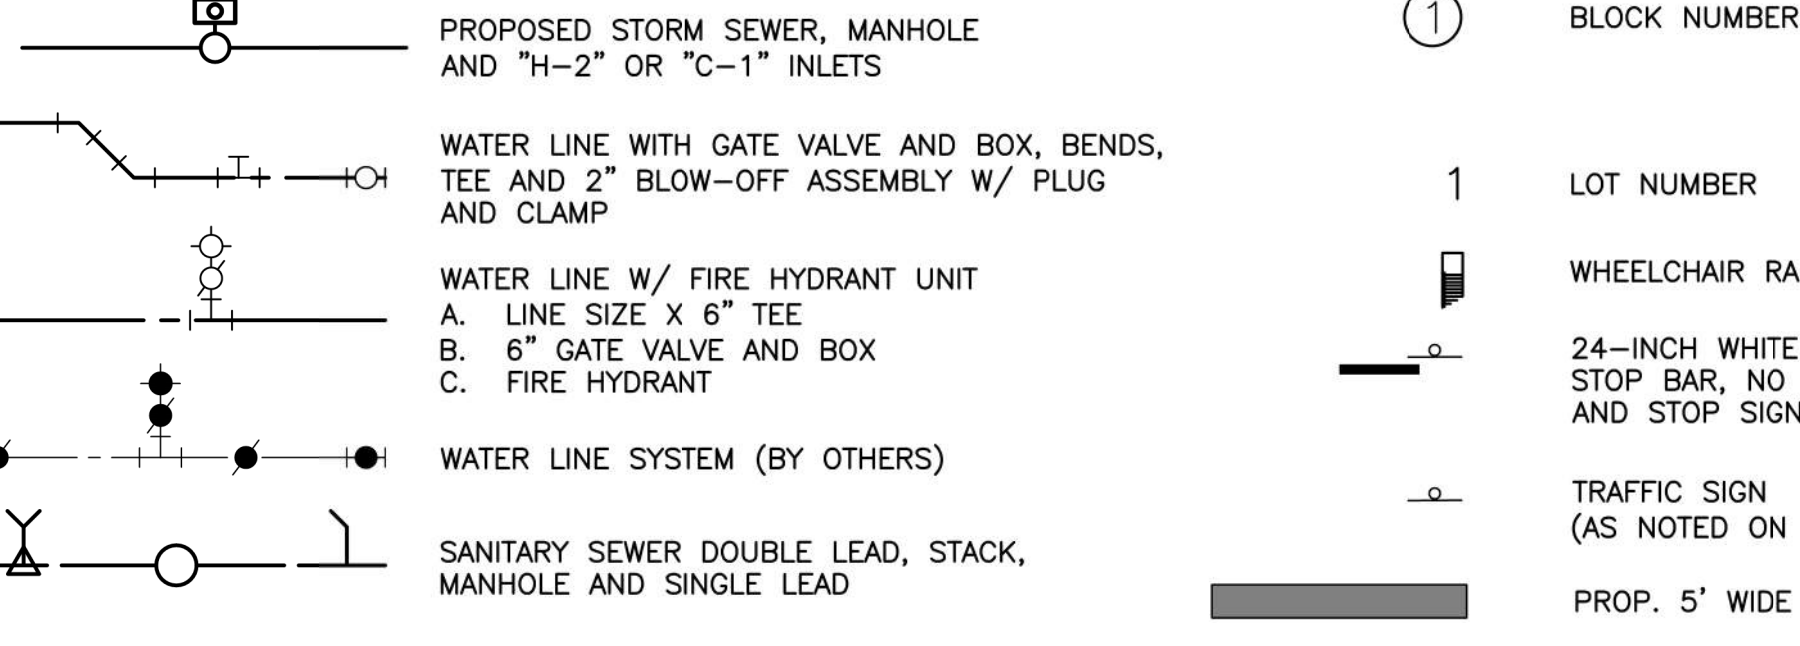 PROPOSED STORM SEWER, MANHOLE
AND "H-2" OR "C-1" INLETS
WATER LINE WITH GATE VALVE AND BOX, BENDS,
TEE AND 2" BLOW-OFF ASSEMBLY W/ PLUG
AND CLAMP
WATER LINE W/ FIRE HYDRANT UNIT
A. LINE SIZE X 6" TEE
B. 6" GATE VALVE AND BOX
C. FIRE HYDRANT
WATER LINE SYSTEM (BY OTHERS)
SANITARY SEWER DOUBLE LEAD, STACK,
MANHOLE AND SINGLE LEAD
1 BLOCK NUMBER
1 LOT NUMBER
WHEELCHAIR
24-INCH WHITE
STOP BAR, NO
AND STOP SIGN
TRAFFIC SIGN
(AS NOTED ON
PROP. 5' WIDE